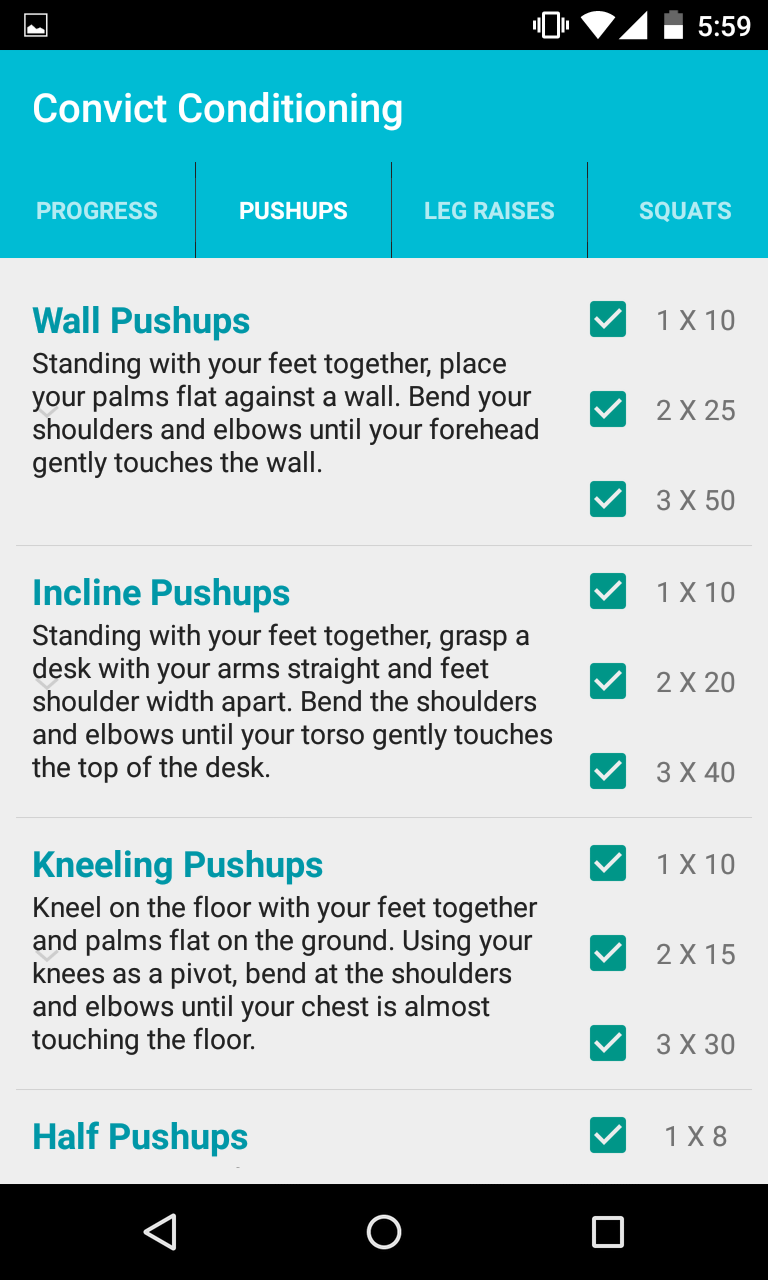 5:59
Convict Conditioning
PROGRESS
PUSHUPS
LEG RAISES
SQUATS
Wall Pushups
Standing with your feet together, place
your palms flat against a wall. Bend your
shoulders and elbows until your forehead
gently touches the wall.
1 X 10
2 X 25
3 X 50
Incline Pushups
Standing with your feet together, grasp a
desk with your arms straight and feet
shoulder width apart. Bend the shoulders
and elbows until your torso gently touches
the top of the desk.
1 X 10
2 X 20
3 X 40
Kneeling Pushups
Kneel on the floor with your feet together
and palms flat on the ground. Using your
knees as a pivot, bend at the shoulders
and elbows until your chest is almost
touching the floor.
1 X 10
2 X 15
3 X 30
Half Pushups
1 X 8